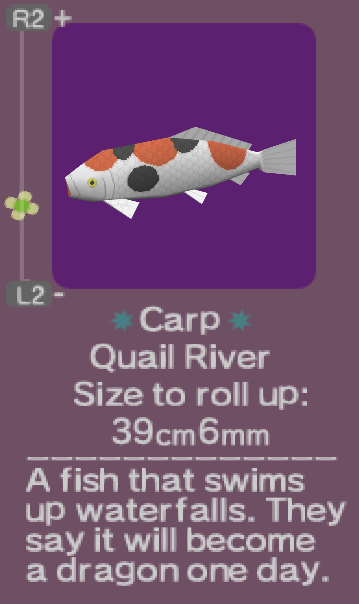 R2 +
L2 -
Carp
Quail River
Size to roll up:
39cm6mm
A fish that swims
up waterfalls. They
say it will become
a dragon one day.